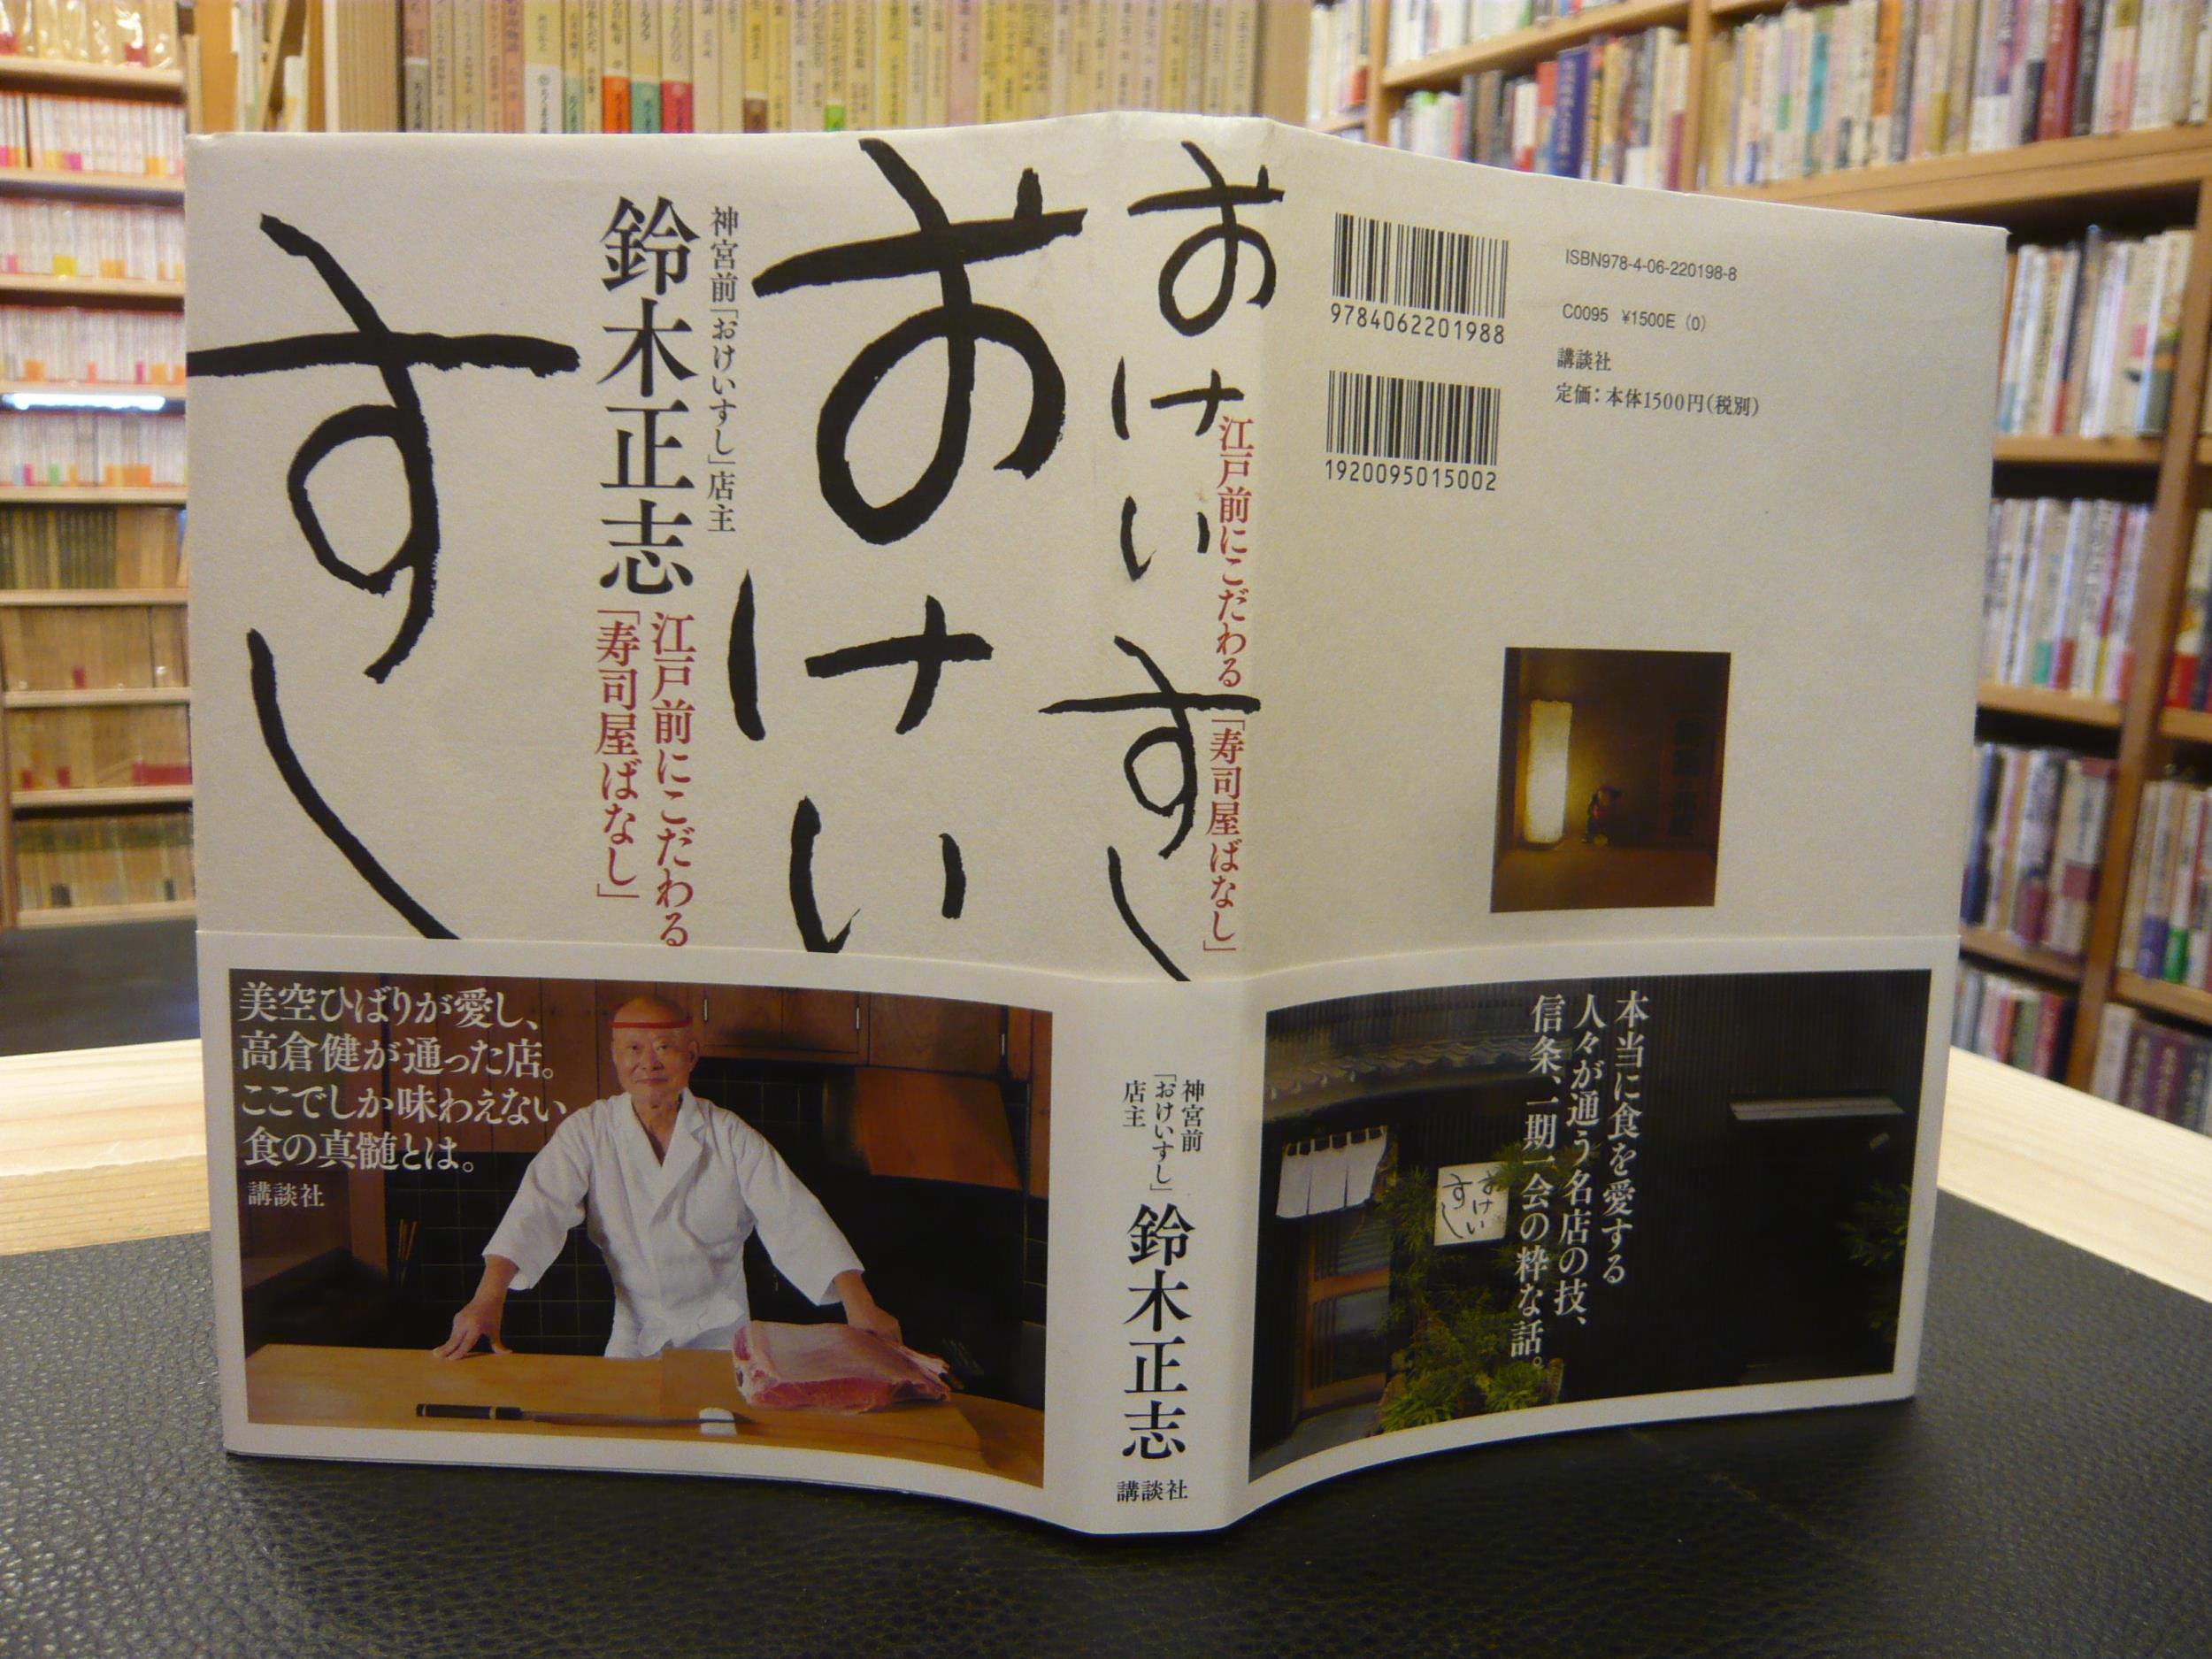 おけい
すし
神宮前「おけいすし」店主
鈴木正志
江戸前にこだわる
「寿司屋ばなし」
美空ひばりが愛し、
高倉健が通った店。
ここでしか味わえない
食の真髄とは。
講談社
おけいすし
江戸前にこだわる「寿司屋ばなし」
神宮前
「おけいすし」
店主
鈴木正志
講談社
9784062201988
1920095015002
ISBN978-4-06-220198-8
C0095 ¥1500E (0)
講談社
定価：本体1500円（税別）
本当に食を愛する
人々が通う名店の技、
信条、一期一会の粋な話。
おけい
すし